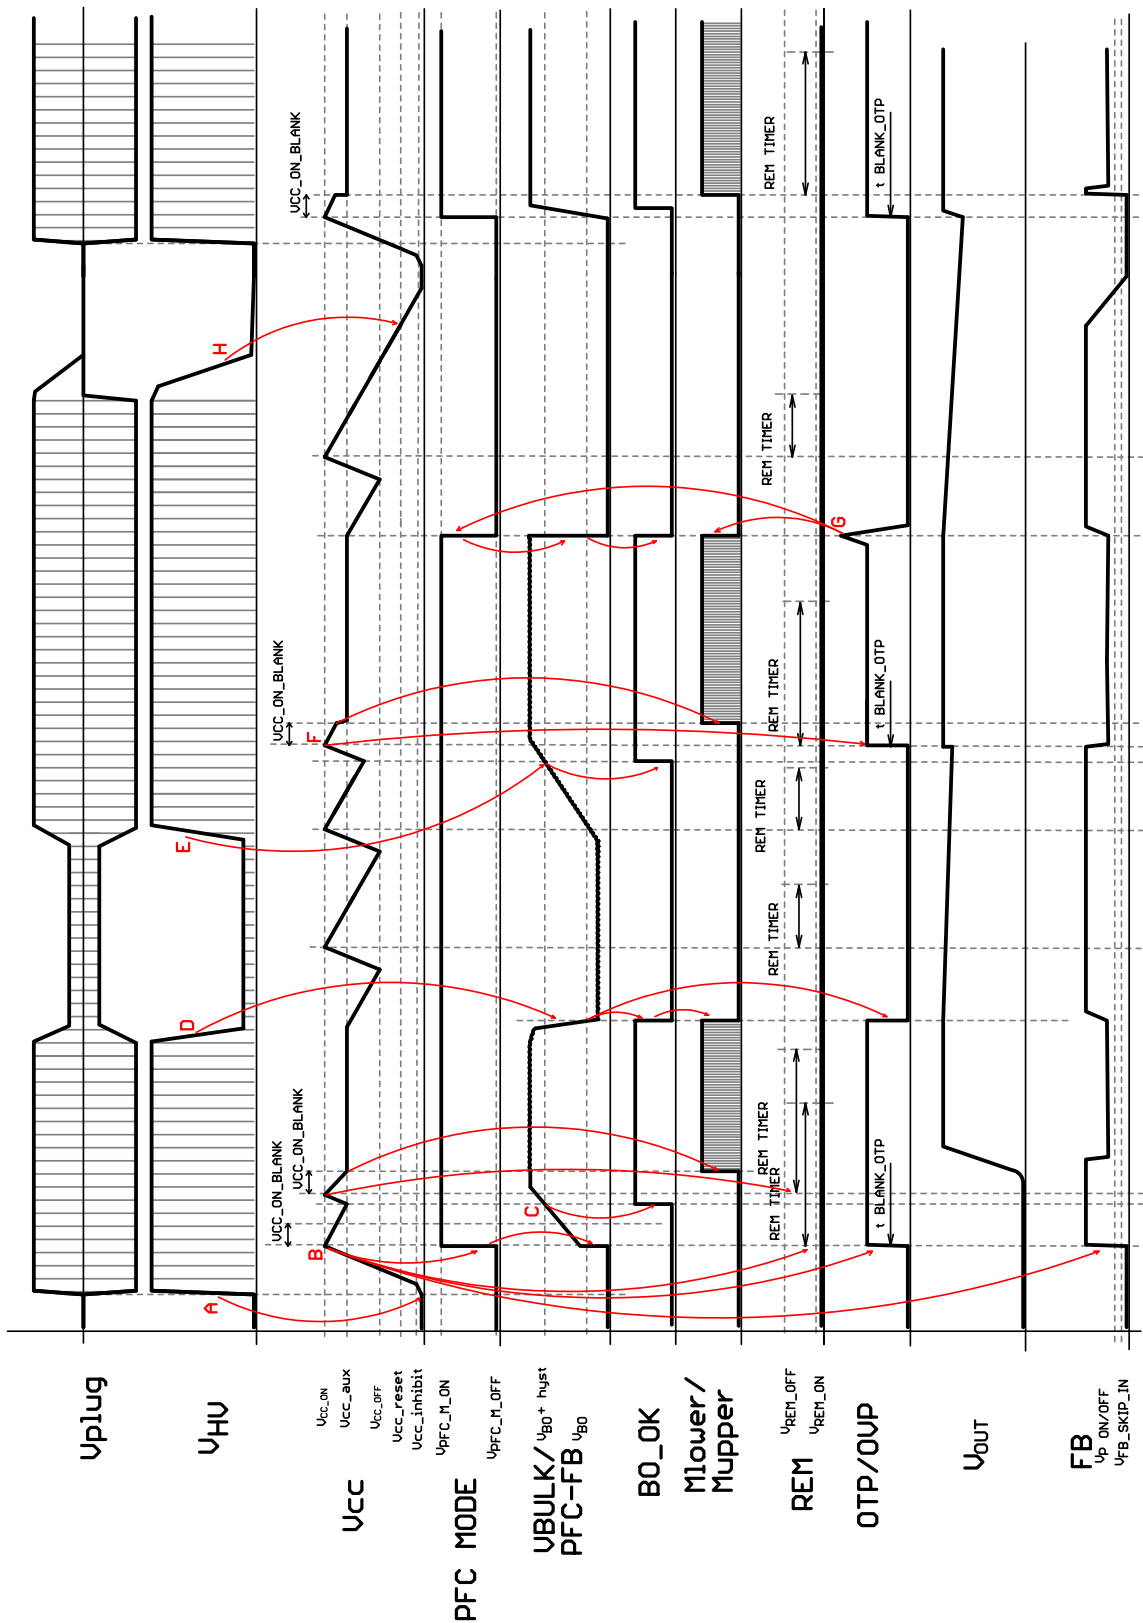 Vplug
VHV
A
D
E
H
VCC_ON_BLANK
VCC_ON_BLANK
VCC_ON_BLANK
VCC_ON_BLANK
B
F
Vcc
Vcc_ON
Vcc_aux
Vcc_OFF
Vcc_reset
Vcc_inhibit
PFC MODE
VPFC_M_ON
VPFC_M_OFF
VBULK/ VBO+ hyst
PFC-FB VBO
C
BO_OK
Mlower/
Mupper
REM TIMER
REM TIMER
REM TIMER
REM TIMER
REM TIMER
REM TIMER
REM TIMER
REM
VREM_OFF
VREM_ON
G
OTP/OVP
t BLANK_OTP
t BLANK_OTP
t BLANK_OTP
VOUT
FB
VP ON/OFF
VFB_SKIP_IN